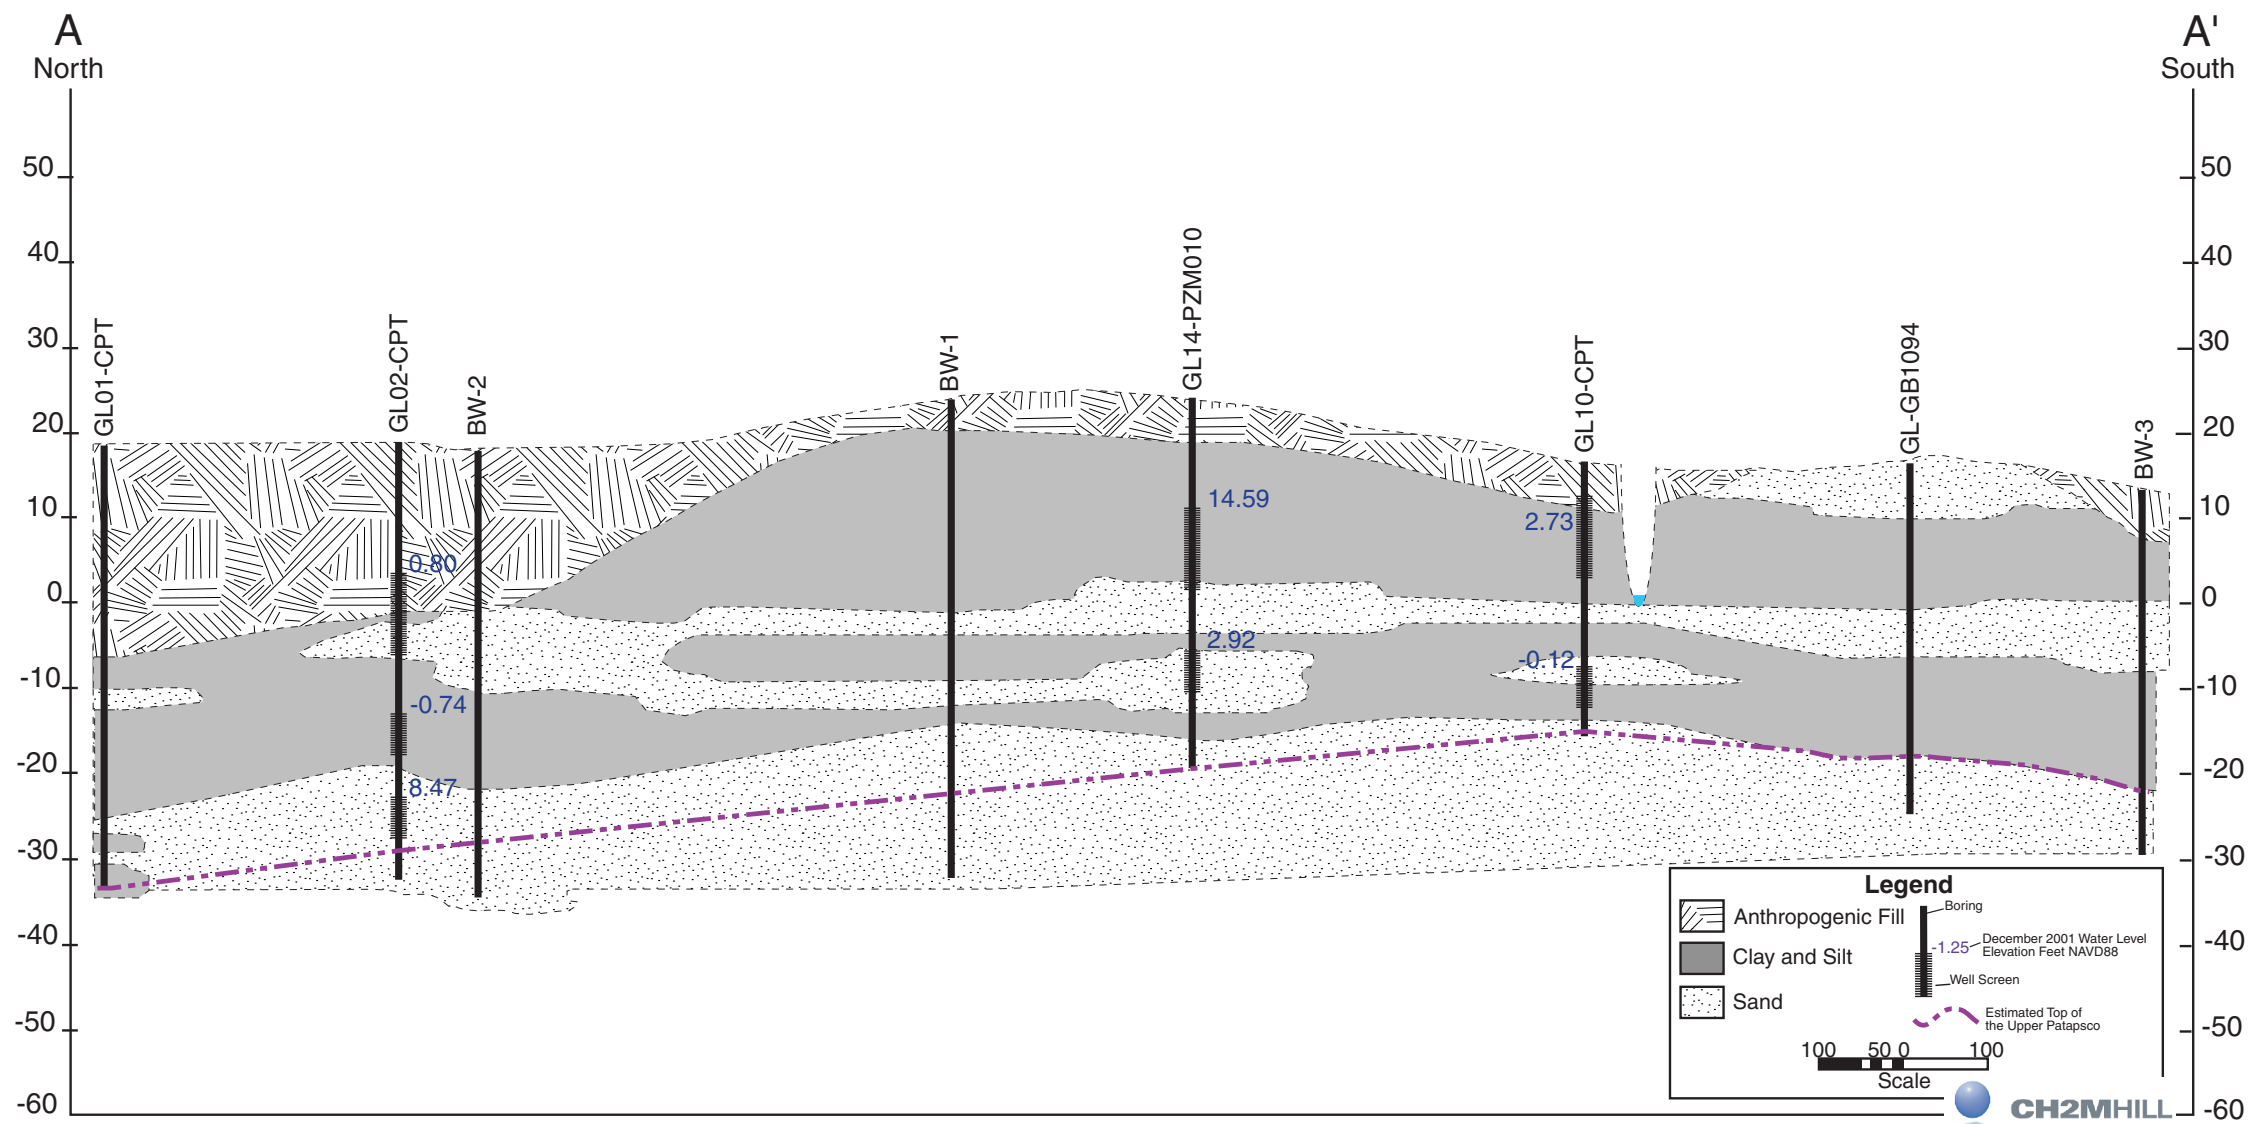 A
North
A'
South
50
40
30
20
10
0
-10
-20
-30
-40
-50
-60
50
40
30
20
10
0
-10
-20
-30
-40
-50
-60
GL01-CPT
GL02-CPT
BW-2
BW-1
GL14-PZM010
GL10-CPT
GL-GB1094
BW-3
0.80
-0.74
8.47
14.59
2.92
2.73
-0.12
Legend
Anthropogenic Fill
Clay and Silt
Sand
Boring
-1.25
December 2001 Water Level
Elevation Feet NAVD88
Well Screen
Estimated Top of
the Upper Patapsco
100 50 0 100
Scale
CH2MHILL